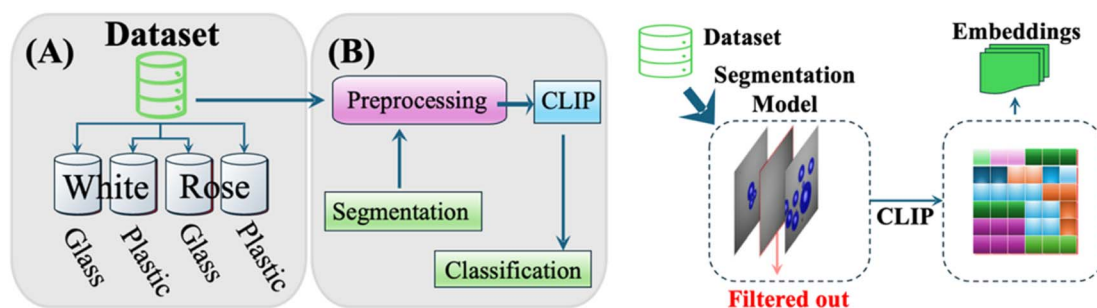 (A)
Dataset
White Rose
Glass
Plastic
Glass
Plastic
(B)
Preprocessing
CLIP
Segmentation
Classification
Dataset
Segmentation
Model
Filtered out
CLIP
Embeddings